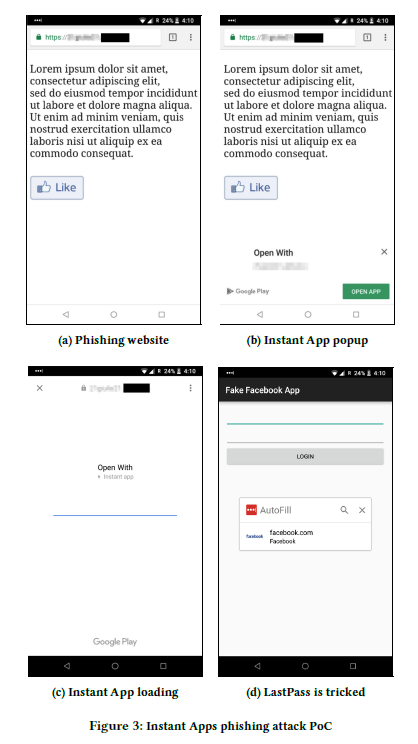 R 24% 4:10
R 24% 4:10
https://
1
https://
1
Lorem ipsum dolor sit amet,
consectetur adipiscing elit,
sed do eiusmod tempor incididunt
ut labore et dolore magna aliqua.
Ut enim ad minim veniam, quis
nostrud exercitation ullamco
laboris nisi ut aliquip ex ea
commodo consequat.
Like
Lorem ipsum dolor sit amet,
consectetur adipiscing elit,
sed do eiusmod tempor incididunt
ut labore et dolore magna aliqua.
Ut enim ad minim veniam, quis
nostrud exercitation ullamco
laboris nisi ut aliquip ex ea
commodo consequat.
Like
Open With
Google Play
OPEN APP
(a) Phishing website
(b) Instant App popup
R 24% 4:10
Open With
Instant app
Google Play
R 24% 4:10
Fake Facebook App
LOGIN
AutoFill
facebook
facebook.com
Facebook
(c) Instant App loading
(d) LastPass is tricked
Figure 3: Instant Apps phishing attack PoC